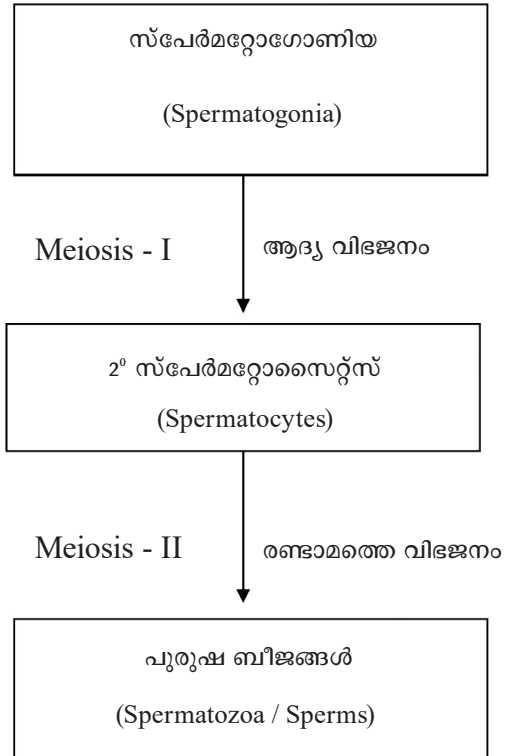 സ്പേർമറ്റോഗോണിയ
(Spermatogonia)
Meiosis - I ആദ്യ വിഭജനം
2⁰ സ്പേർമറ്റോസൈറ്റ്സ്
(Spermatocytes)
Meiosis - II രണ്ടാമത്തെ വിഭജനം
പുരുഷ ബീജങ്ങൾ
(Spermatozoa / Sperms)